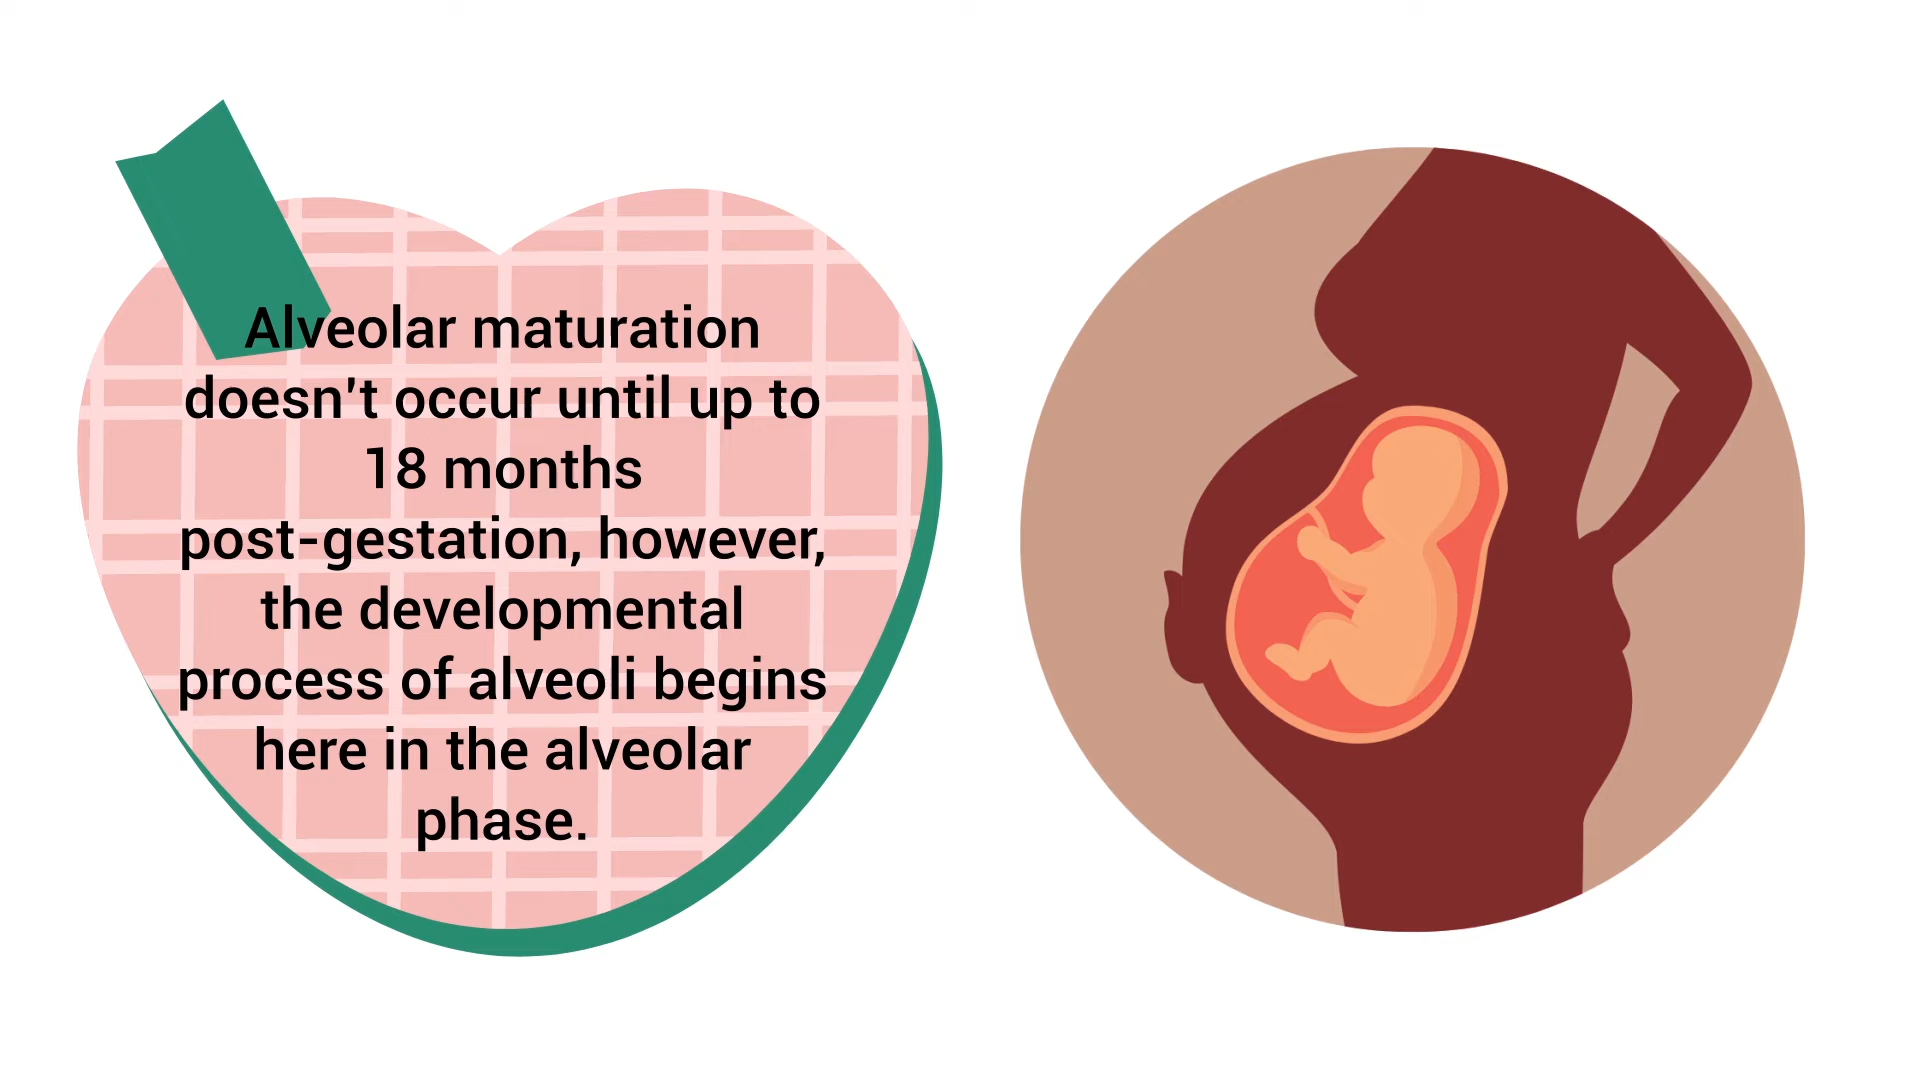 Alveolar maturation
doesn't occur until up to
18 months
post-gestation, however,
the developmental
process of alveoli begins
here in the alveolar
phase.